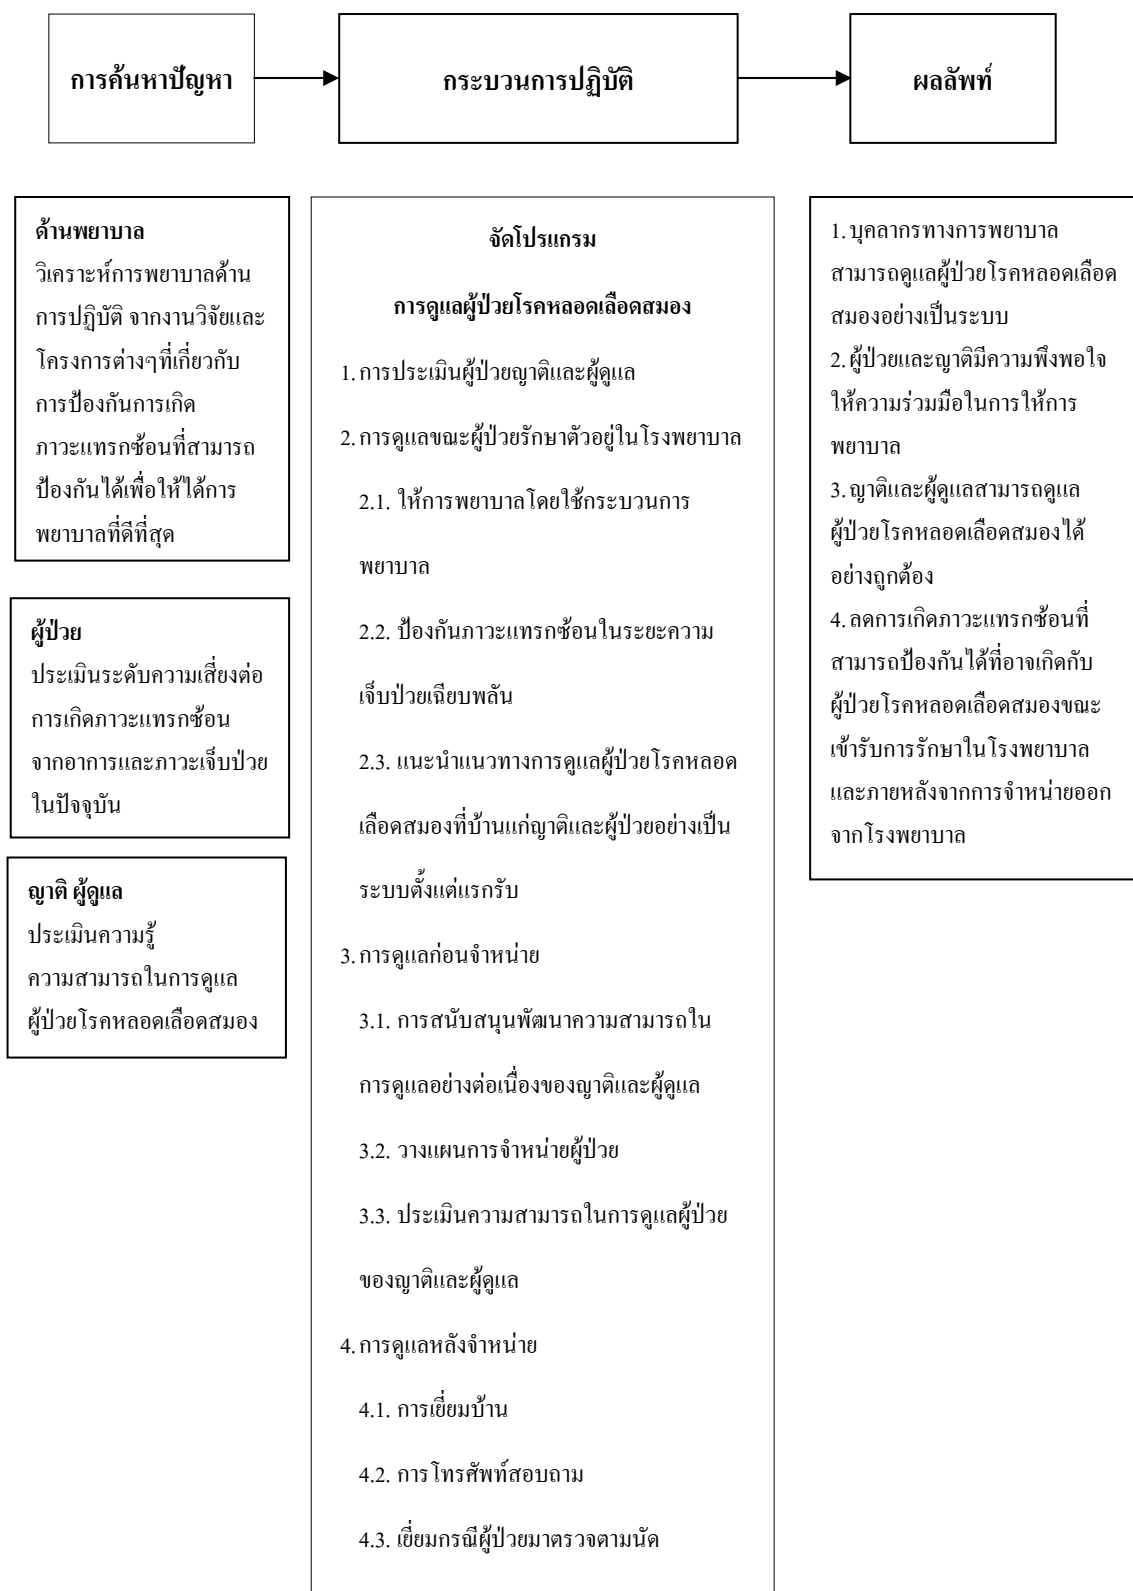 การค้นหาปัญหา
กระบวนการปฏิบัติ
ผลลัพท์
ด้านพยาบาล
วิเคราะห์การพยาบาลด้าน
การปฏิบัติ จากงานวิจัยและ
โครงการต่างๆที่เกี่ยวกับ
การป้องกันการเกิด
ภาวะแทรกซ้อนที่สามารถ
ป้องกันได้เพื่อให้ได้การ
พยาบาลที่ดีที่สุด
ผู้ป่วย
ประเมินระดับความเสี่ยงต่อ
การเกิดภาวะแทรกซ้อน
จากอาการและภาวะเจ็บป่วย
ในปัจจุบัน
ญาติ ผู้ดูแล
ประเมินความรู้
ความสามารถในการดูแล
ผู้ป่วยโรคหลอดเลือดสมอง
จัดโปรแกรม
การดูแลผู้ป่วยโรคหลอดเลือดสมอง
1. การประเมินผู้ป่วยญาติและผู้ดูแล
2. การดูแลขณะผู้ป่วยรักษาตัวอยู่ในโรงพยาบาล
2.1. ให้การพยาบาลโดยใช้กระบวนการ
พยาบาล
2.2. ป้องกันภาวะแทรกซ้อนในระยะความ
เจ็บป่วยเฉียบพลัน
2.3. แนะนำแนวทางการดูแลผู้ป่วยโรคหลอด
เลือดสมองที่บ้านแก่ญาติและผู้ป่วยอย่างเป็น
ระบบตั้งแต่แรกรับ
3. การดูแลก่อนจำหน่าย
3.1. การสนับสนุนพัฒนาความสามารถใน
การดูแลอย่างต่อเนื่องของญาติและผู้ดูแล
3.2. วางแผนการจำหน่ายผู้ป่วย
3.3. ประเมินความสามารถในการดูแลผู้ป่วย
ของญาติและผู้ดูแล
4. การดูแลหลังจำหน่าย
4.1. การเยี่ยมบ้าน
4.2. การโทรศัพท์สอบถาม
4.3. เยี่ยมกรณีผู้ป่วยมาตรวจตามนัด
1. บุคลากรทางการพยาบาล
สามารถดูแลผู้ป่วยโรคหลอดเลือด
สมองอย่างเป็นระบบ
2. ผู้ป่วยและญาติมีความพึงพอใจ
ให้ความร่วมมือในการให้การ
พยาบาล
3. ญาติและผู้ดูแลสามารถดูแล
ผู้ป่วยโรคหลอดเลือดสมองได้
อย่างถูกต้อง
4. ลดการเกิดภาวะแทรกซ้อนที่
สามารถป้องกันได้ที่อาจเกิดกับ
ผู้ป่วยโรคหลอดเลือดสมองขณะ
เข้ารับการรักษาในโรงพยาบาล
และภายหลังจากการจำหน่ายออก
จากโรงพยาบาล